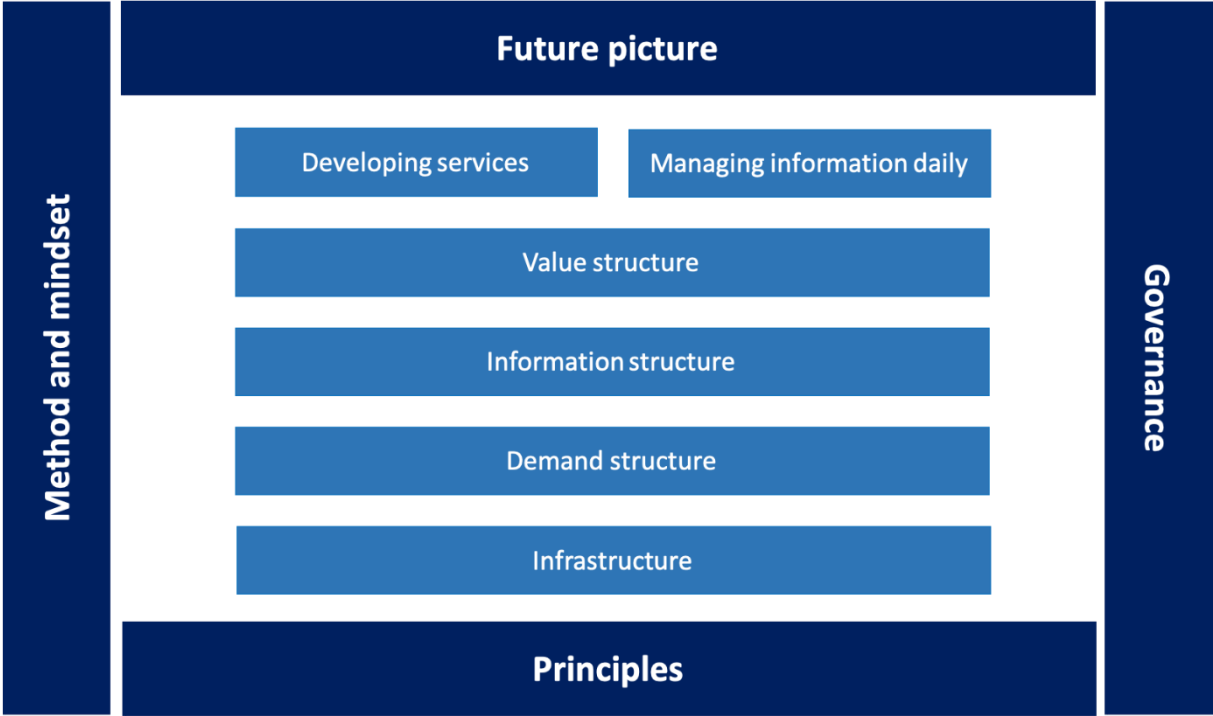 Future picture
Method and mindset
Developing services
Managing information daily
Value structure
Information structure
Demand structure
Infrastructure
Governance
Principles